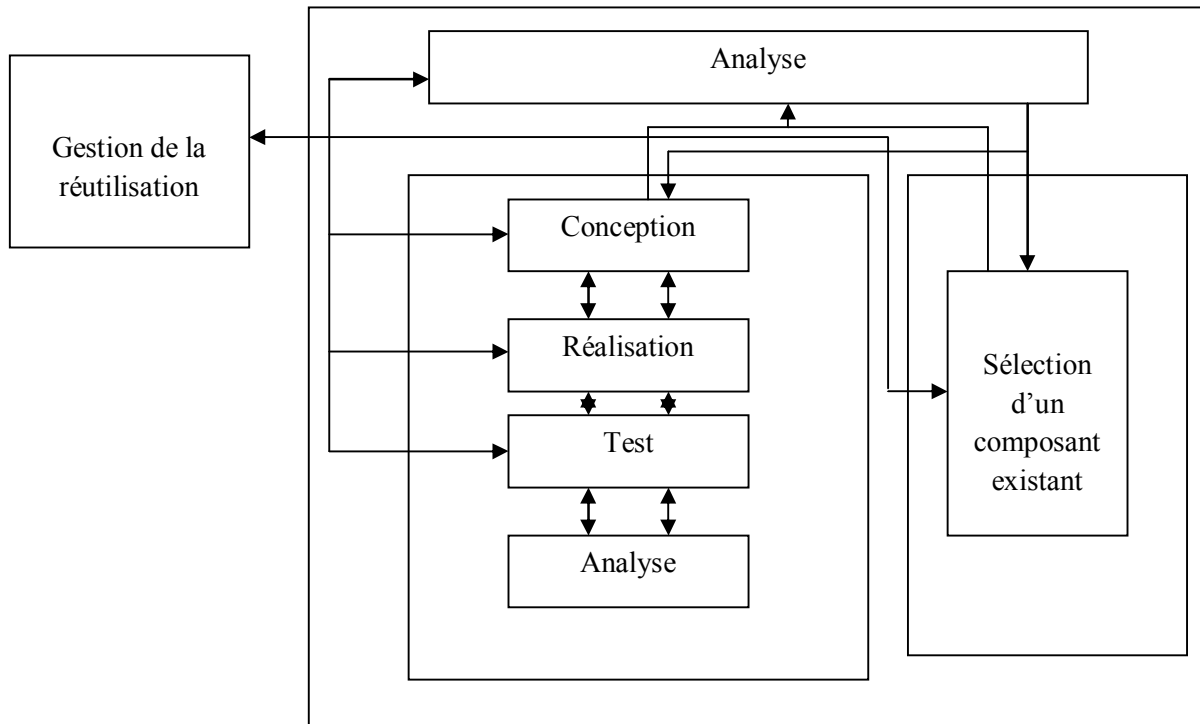 Analyse
Gestion de la
réutilisation
Conception
Réalisation
Test
Analyse
Sélection
d’un
composant
existant